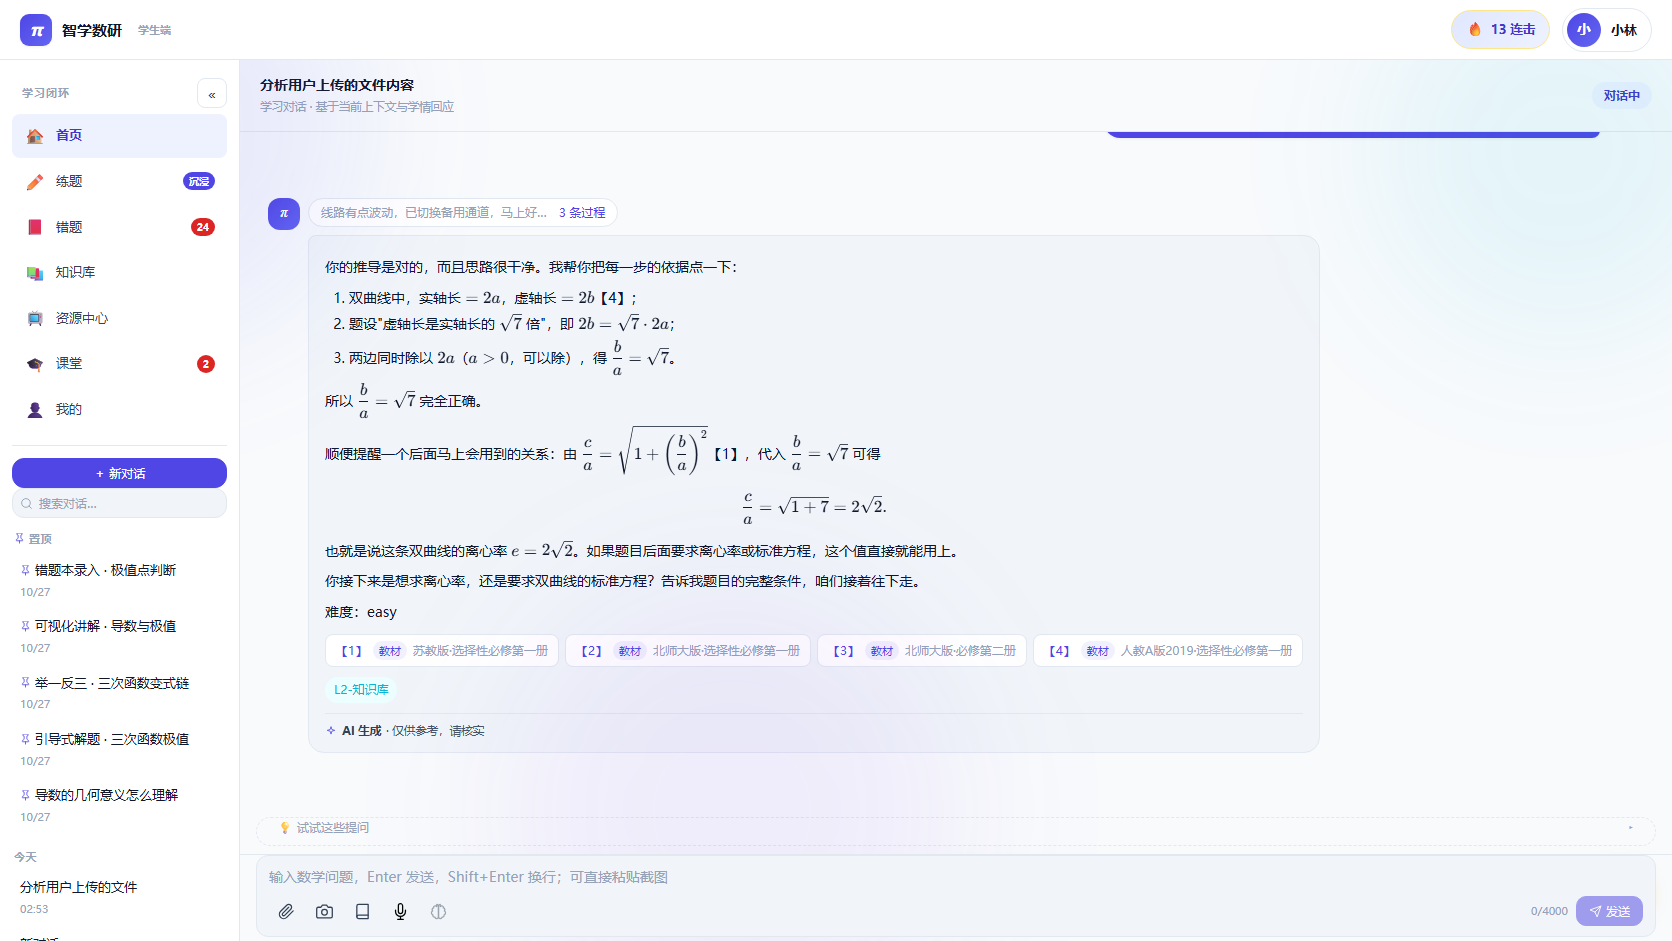 π 智学数研 学生端
13 连击
小 小林
学习闭环
«
首页
练题 沉浸
错题 24
知识库
资源中心
课堂 2
我的
+ 新对话
搜索对话...
置顶
错题本录入 · 极值点判断
10/27
可视化讲解 · 导数与极值
10/27
举一反三 · 三次函数变式链
10/27
引导式解题 · 三次函数极值
10/27
导数的几何意义怎么理解
10/27
今天
分析用户上传的文件
02:53
新对话
分析用户上传的文件内容
学习对话 · 基于当前上下文与学情回应
对话中
π
线路有点波动，已切换备用通道，马上好... 3 条过程
你的推导是对的，而且思路很干净。我帮你把每一步的依据点一下：
1. 双曲线中，实轴长 = 2a，虚轴长 = 2b【4】；
2. 题设"虚轴长是实轴长的 √7 倍"，即 2b = √7 · 2a；
3. 两边同时除以 2a（a > 0，可以除），得 b/a = √7。
所以 b/a = √7 完全正确。
顺便提醒一个后面马上会用到的关系：由 c/a = √(1 + (b/a)²)【1】，代入 b/a = √7 可得
c/a = √(1 + 7) = 2√2.
也就是说这条双曲线的离心率 e = 2√2。如果题目后面要求离心率或标准方程，这个值直接就能用上。
你接下来是想求离心率，还是要求双曲线的标准方程？告诉我题目的完整条件，咱们接着往下走。
难度：easy
【1】 教材 苏教版·选择性必修第一册
【2】 教材 北师大版·选择性必修第一册
【3】 教材 北师大版·必修第二册
【4】 教材 人教A版2019·选择性必修第一册
L2-知识库
AI 生成 · 仅供参考，请核实
试试这些提问
输入数学问题，Enter 发送，Shift+Enter 换行；可直接粘贴截图
0/4000 发送